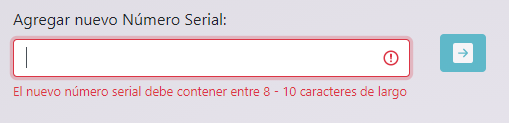 Agregar nuevo Número Serial:
El nuevo número serial debe contener entre 8 - 10 caracteres de largo